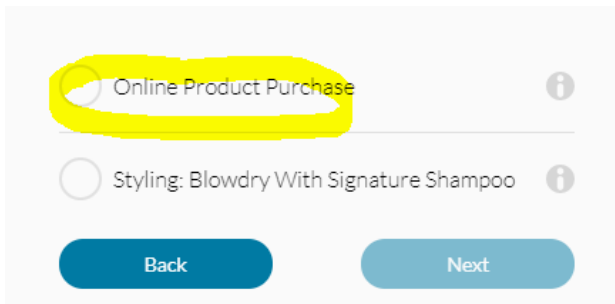 Online Product Purchase
Styling: Blowdry With Signature Shampoo
Back
Next